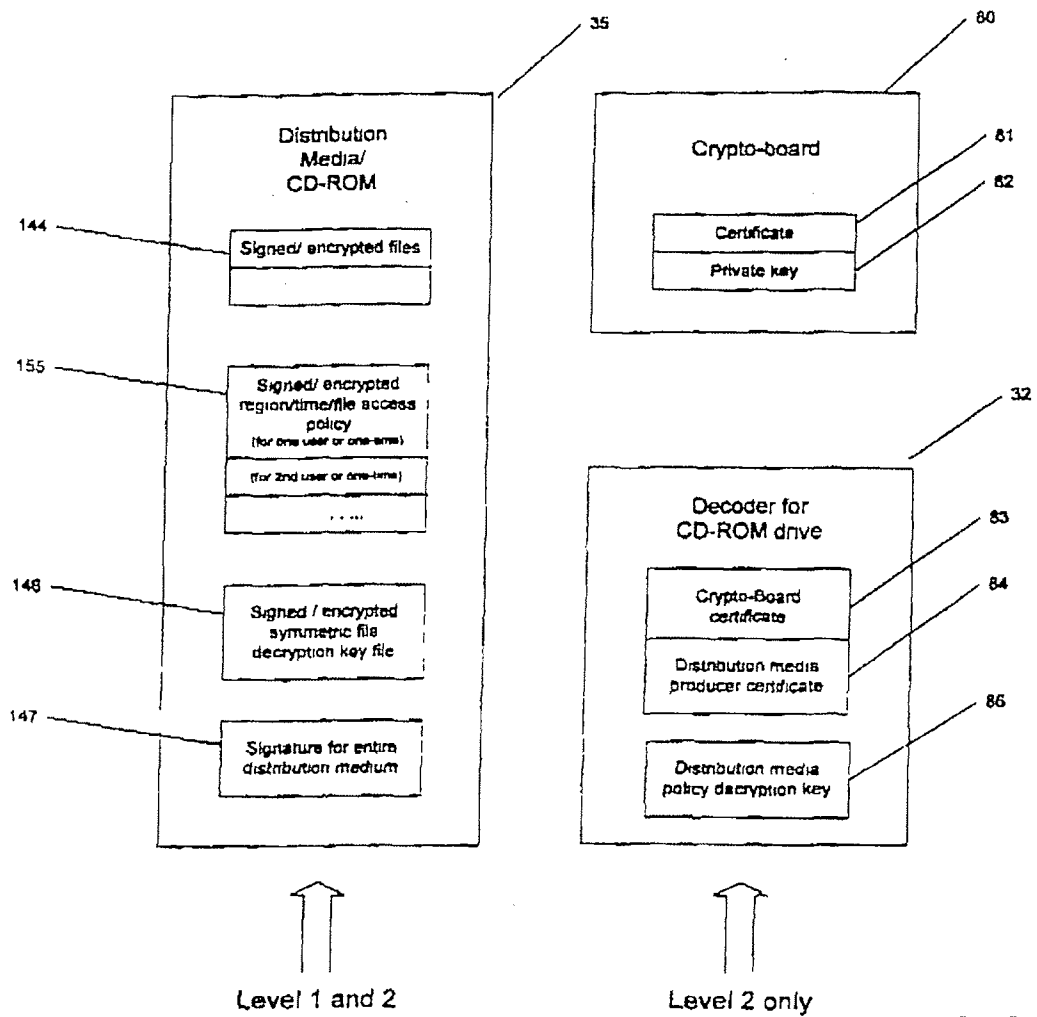 35
Distribution
Media/
CD-ROM
144
Signed/ encrypted files
155
Signed/ encrypted
region/time/file access
policy
(for one user or one-time)
(for 2nd user or one-time)
. . ...
148
Signed / encrypted
symmetric file
decryption key file
147
Signature for entire
distribution medium
Level 1 and 2
80
Crypto-board
81
82
Certificate
Private key
32
Decoder for
CD-ROM drive
83
84
Crypto-Board
certificate
Distribution media
producer certificate
86
Distribution media
policy decryption key
Level 2 only